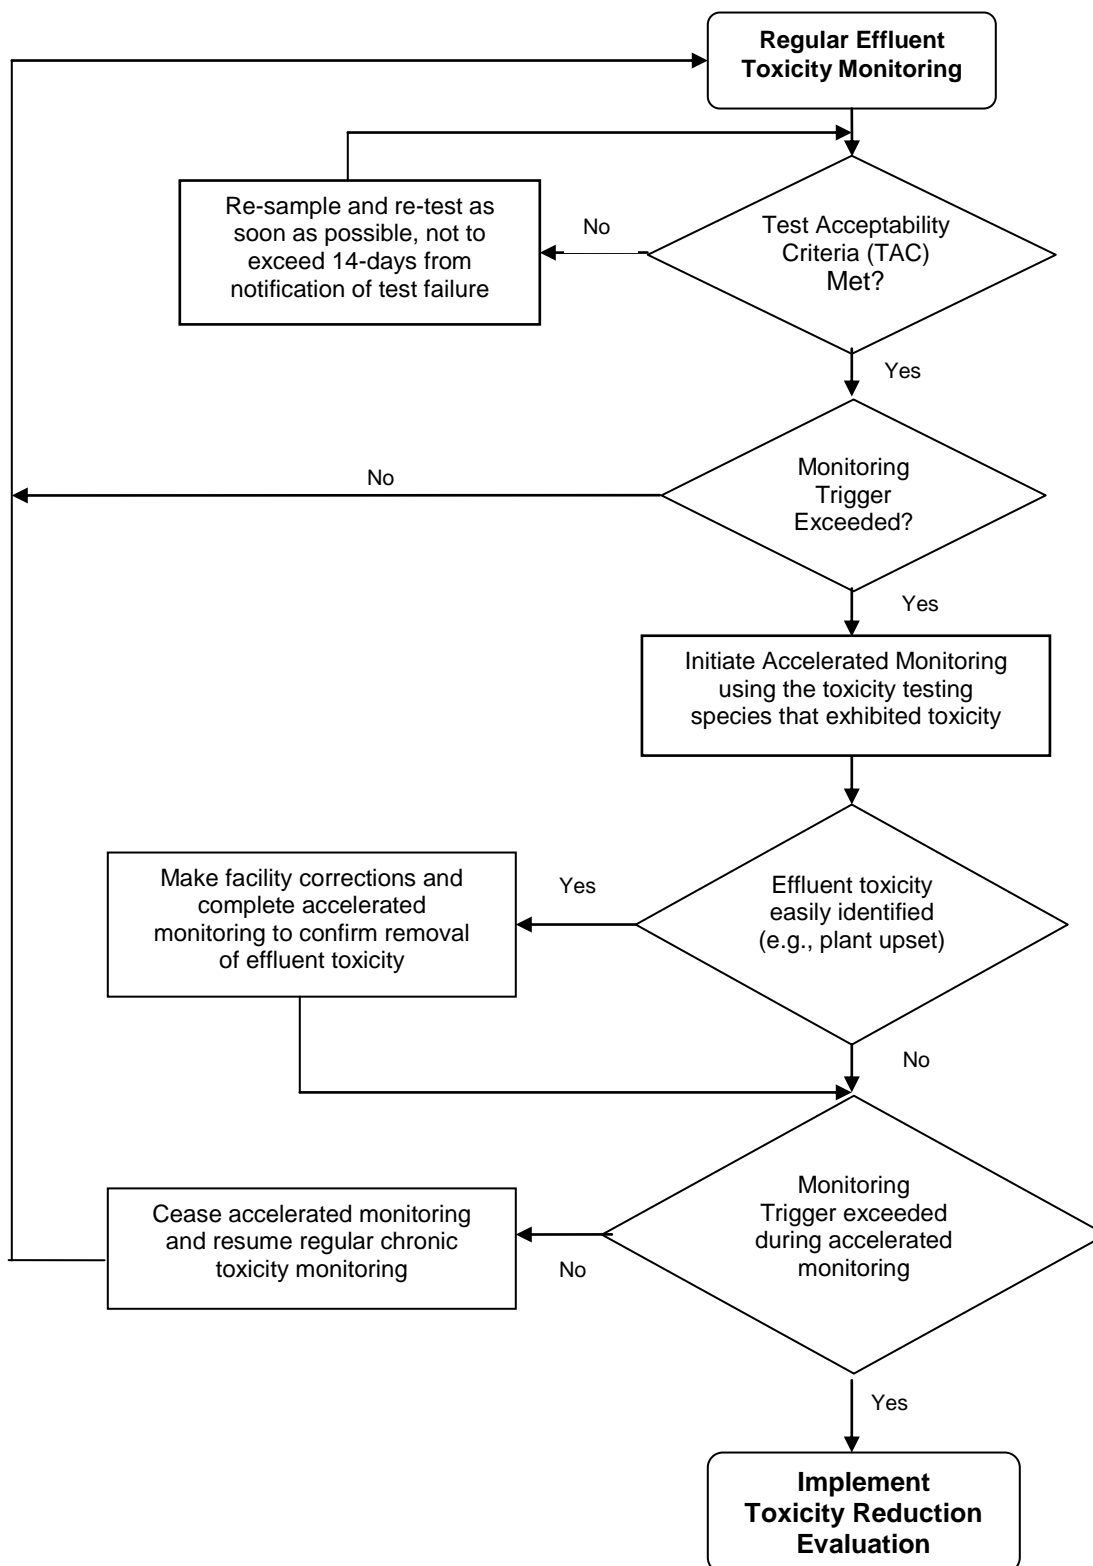 Regular Effluent
Toxicity Monitoring
Re-sample and re-test as
soon as possible, not to
exceed 14-days from
notification of test failure
No
Test Acceptability
Criteria (TAC)
Met?
Yes
No
Monitoring
Trigger
Exceeded?
Yes
Initiate Accelerated Monitoring
using the toxicity testing
species that exhibited toxicity
Make facility corrections and
complete accelerated
monitoring to confirm removal
of effluent toxicity
Yes
Effluent toxicity
easily identified
(e.g., plant upset)
No
Cease accelerated monitoring
and resume regular chronic
toxicity monitoring
No
Monitoring
Trigger exceeded
during accelerated
monitoring
Yes
Implement
Toxicity Reduction
Evaluation